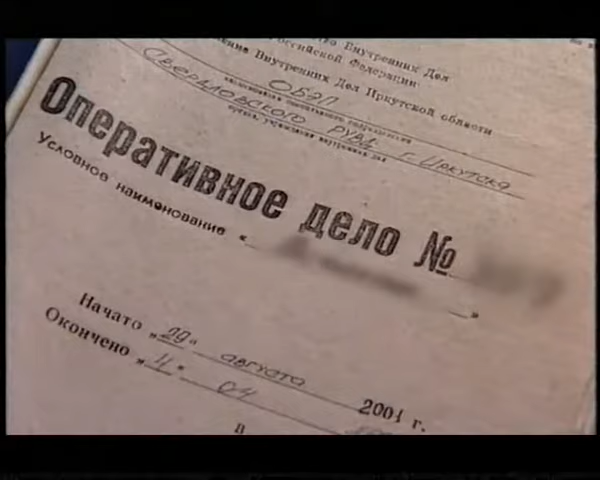 Внутренних Дел
Российской Федерации
Внутренних Дел Иркутской области
ОБЭП
Свердловского РУВД г. Иркутска
Оперативное дело №
Условное наименование « »
Начато „29“ августа 2001 г.
Окончено „4“ 04